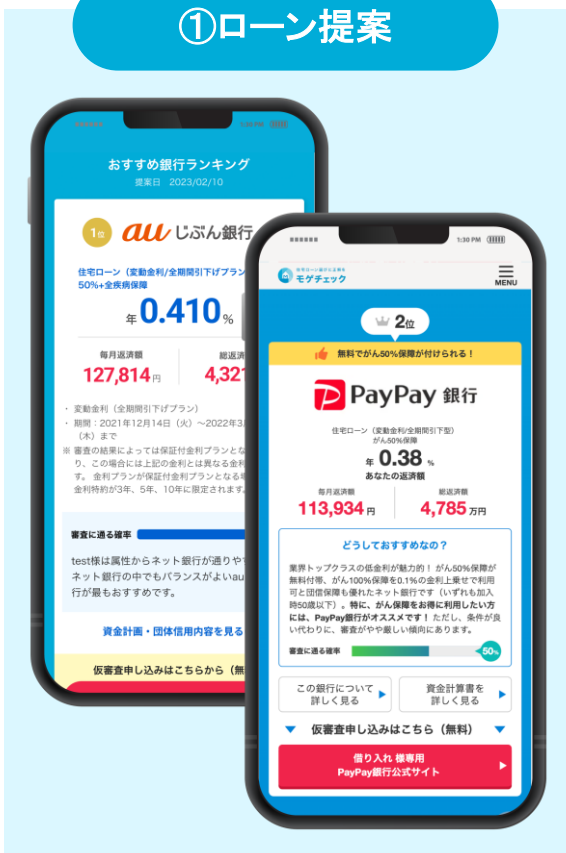 ①ローン提案
1:30 PM
おすすめ銀行ランキング
提案日 2023/02/10
1位
au じぶん銀行
住宅ローン（変動金利/全期間引下げプラン
50%+全疾病保障
年0.410%
毎月返済額
総返済
127,814円
4,321
・ 変動金利（全期間引下げプラン）
・ 期間：2021年12月14日（火）～2022年3
（木）まで
※ 審査の結果によっては保証付金利プランとな
り、この場合には上記の金利とは異なる金利
す。 金利プランが保証付金利プランとなる
金利特約が3年、5年、10年に限定されます
審査に通る確率
test様は属性からネット銀行が通りや
ネット銀行の中でもバランスがよいau
行が最もおすすめです。
資金計画・団体信用内容を見る
仮審査申し込みはこちらから（無
1:30 PM
モゲチェック
MENU
2位
無料でがん50%保障が付けられる！
PayPay 銀行
住宅ローン（変動金利/全期間引下型）
がん50%保障
年 0.38 %
あなたの返済額
毎月返済額
総返済額
113,934 円
4,785 万円
どうしておすすめなの？
業界トップクラスの低金利が魅力的！ がん50%保障が
無料付帯、がん100%保障を0.1%の金利上乗せで利用
可と団信保障も優れたネット銀行です（いずれも加入
時50歳以下）。特に、がん保障をお得に利用したい方
には、PayPay銀行がオススメです！ ただし、条件が良
い代わりに、審査がやや厳しい傾向にあります。
審査に通る確率
50%
この銀行について
詳しく見る
資金計算書を
詳しく見る
仮審査申し込みはこちら（無料）
借り入れ 様専用
PayPay銀行公式サイト